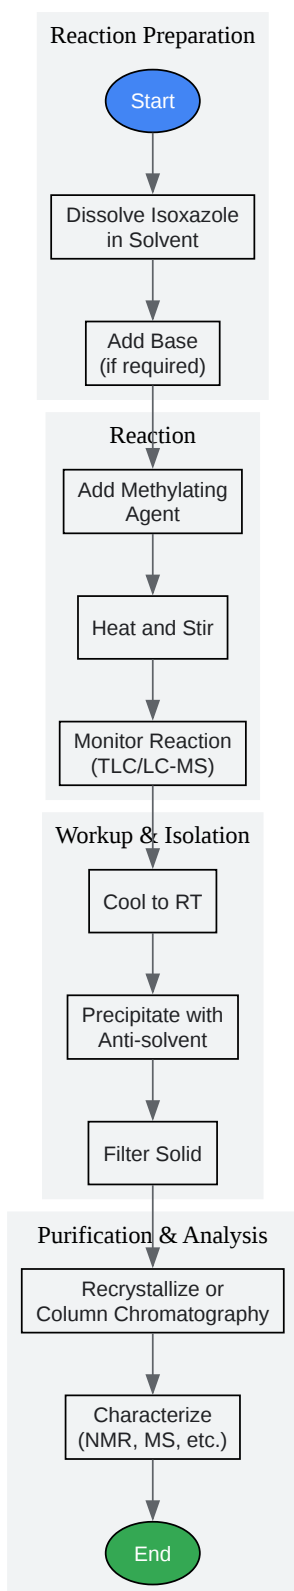 Reaction Preparation
Start
Dissolve Isoxazole
in Solvent
Add Base
(if required)
Reaction
Add Methylating
Agent
Heat and Stir
Monitor Reaction
(TLC/LC-MS)
Workup & Isolation
Cool to RT
Precipitate with
Anti-solvent
Filter Solid
Purification & Analysis
Recrystallize or
Column Chromatography
Characterize
(NMR, MS, etc.)
End